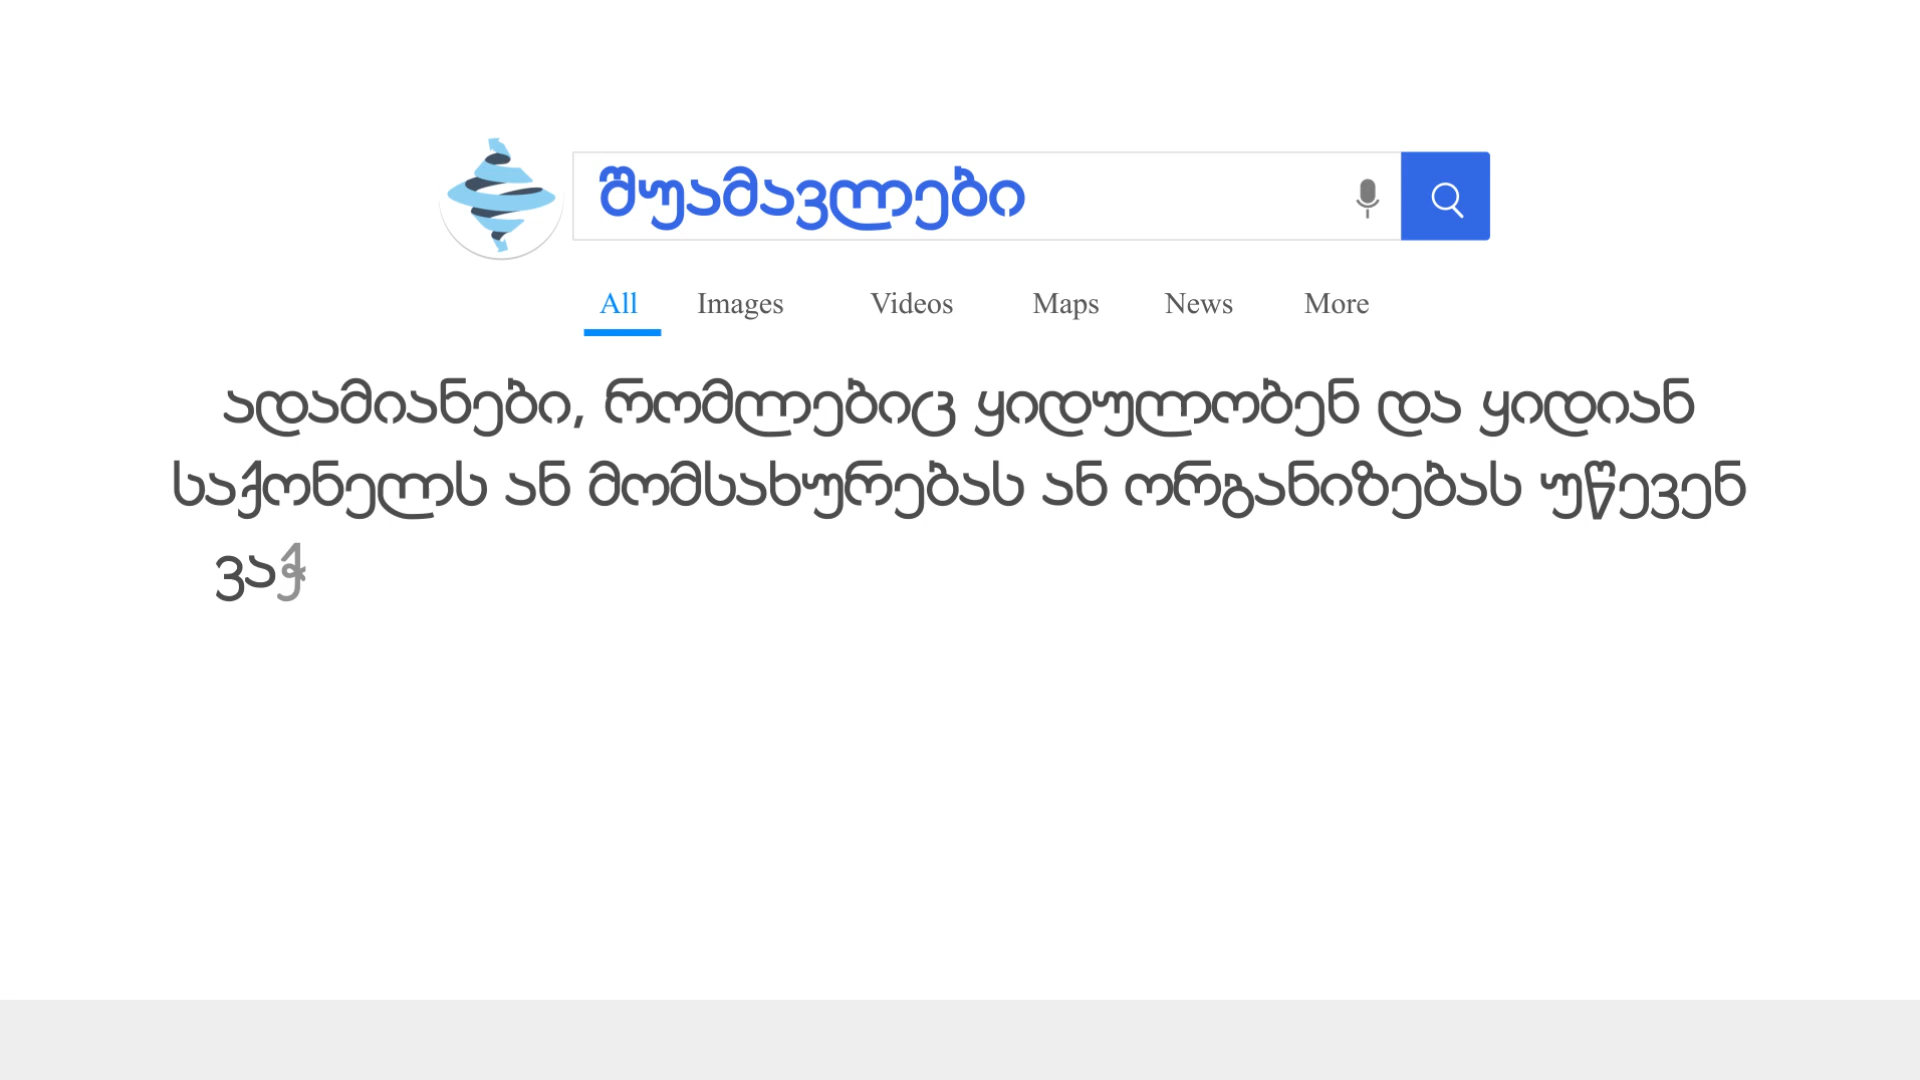 შუამავლები
All Images Videos Maps News More
ადამიანები, რომლებიც ყიდულობენ და ყიდიან
საქონელს ან მომსახურებას ან ორგანიზებას უწევენ
ვაჭ